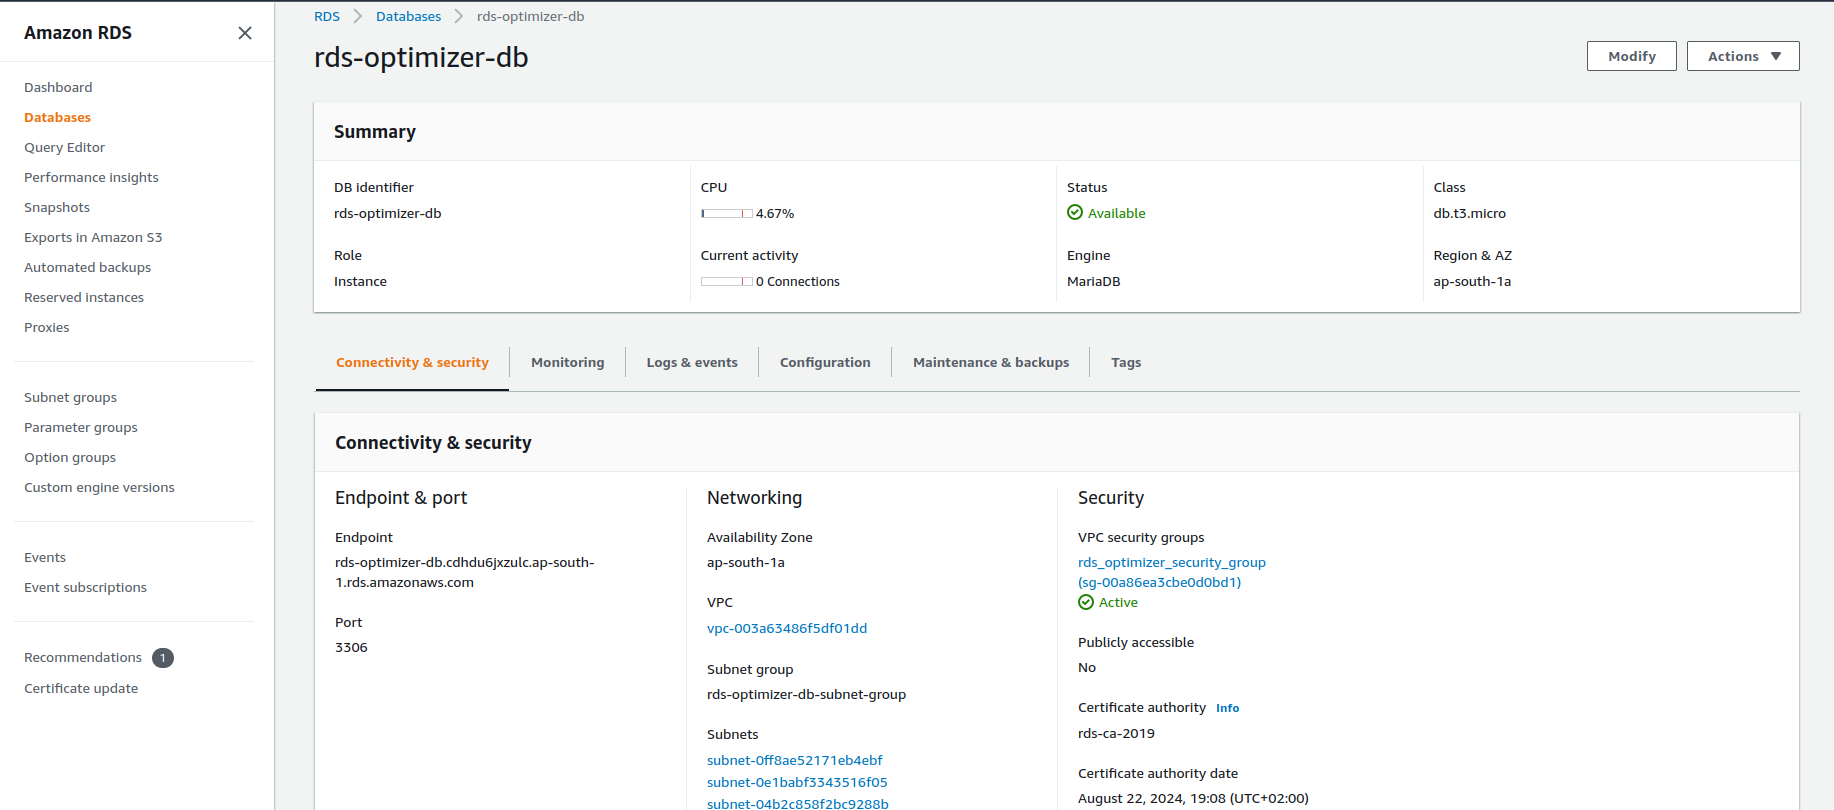 Amazon RDS
Dashboard
Databases
Query Editor
Performance insights
Snapshots
Exports in Amazon S3
Automated backups
Reserved instances
Proxies
Subnet groups
Parameter groups
Option groups
Custom engine versions
Events
Event subscriptions
Recommendations 1
Certificate update
RDS > Databases > rds-optimizer-db
rds-optimizer-db
Modify
Actions
Summary
DB identifier
rds-optimizer-db
CPU
4.67%
Status
Available
Class
db.t3.micro
Role
Instance
Current activity
0 Connections
Engine
MariaDB
Region & AZ
ap-south-1a
Connectivity & security
Monitoring
Logs & events
Configuration
Maintenance & backups
Tags
Connectivity & security
Endpoint & port
Endpoint
rds-optimizer-db.cdhdu6jxzulc.ap-south-
1.rds.amazonaws.com
Port
3306
Networking
Availability Zone
ap-south-1a
VPC
vpc-003a63486f5df01dd
Subnet group
rds-optimizer-db-subnet-group
Subnets
subnet-0ff8ae52171eb4ebf
subnet-0e1babf3343516f05
subnet-04b2c858f2bc9288b
Security
VPC security groups
rds_optimizer_security_group
(sg-00a86ea3cbe0d0bd1)
Active
Publicly accessible
No
Certificate authority Info
rds-ca-2019
Certificate authority date
August 22, 2024, 19:08 (UTC+02:00)